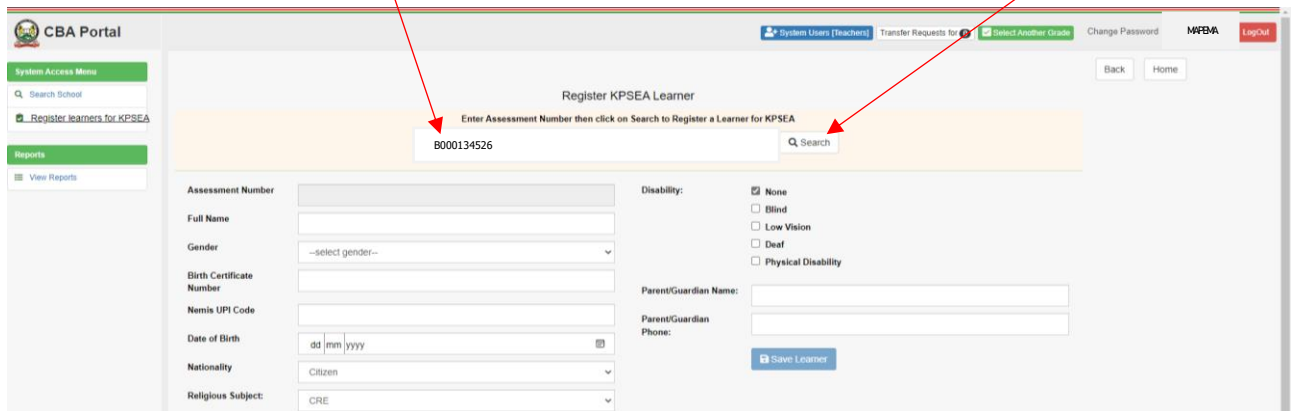 CBA Portal
System Users [Teachers] Transfer Requests for Select Another Grade Change Password MAPEMA LogOut
System Access Menu
Back Home
Search School
Register KPSEA Learner
Register learners for KPSEA
Enter Assessment Number then click on Search to Register a Learner for KPSEA
B000134526 Search
Reports
View Reports
Assessment Number
Disability: None
Blind
Full Name
Low Vision
Gender --select gender-- Deaf
Physical Disability
Birth Certificate
Number
Parent/Guardian Name:
Nemis UPI Code
Parent/Guardian
Phone:
Date of Birth dd mm yyyy
Save Learner
Nationality Citizen
Religious Subject: CRE